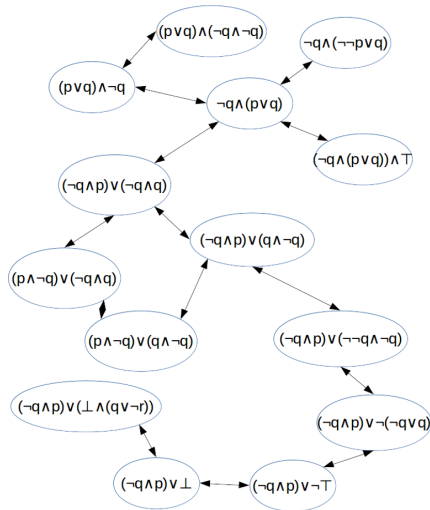 (p∨q)∧(¬q∧¬q)
¬q∧(¬¬p∨q)
(p∨q)∧¬q
¬q∧(p∨q)
(¬q∧(p∨q))∧⊤
(¬q∧p)∨(¬q∧q)
(¬q∧p)∨(q∧¬q)
(p∧¬q)∨(¬q∧q)
(p∧¬q)∨(q∧¬q)
(¬q∧p)∨(¬¬q∧¬q)
(¬q∧p)∨(⊥∧(q∨¬r))
(¬q∧p)∨¬(¬q∨q)
(¬q∧p)∨⊥
(¬q∧p)∨¬⊤